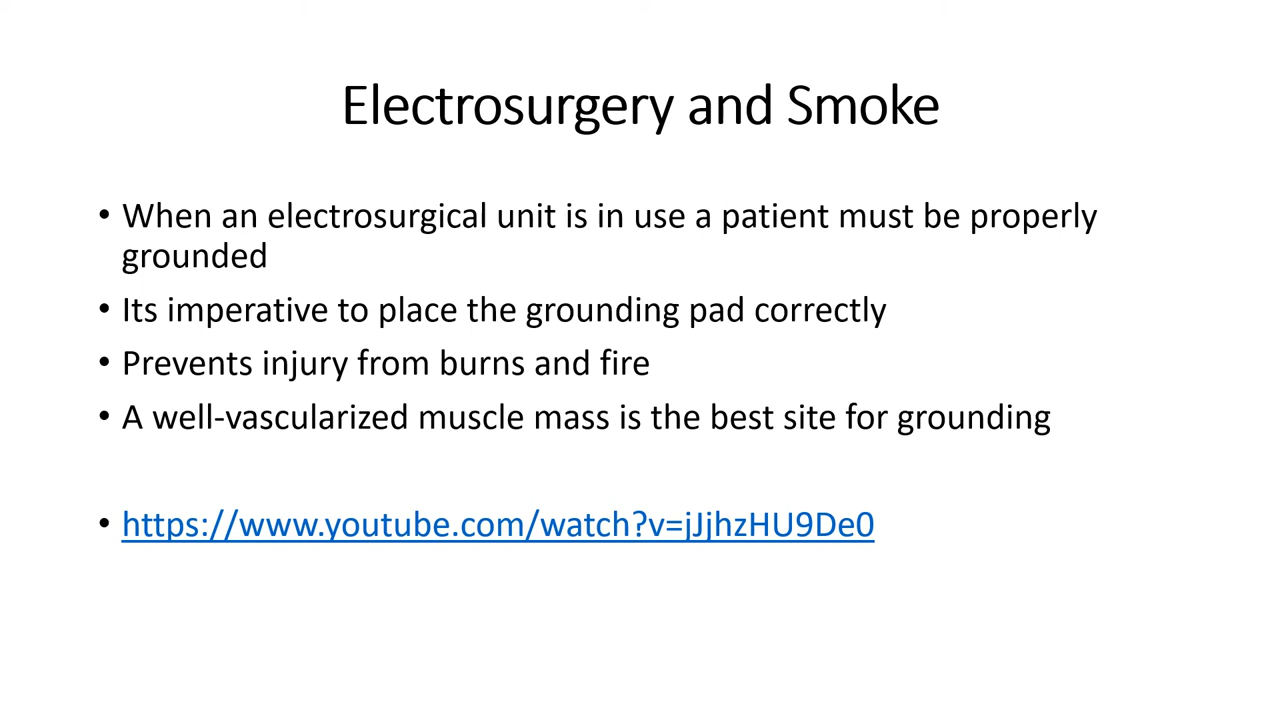 Electrosurgery and Smoke
• When an electrosurgical unit is in use a patient must be properly
grounded
• Its imperative to place the grounding pad correctly
• Prevents injury from burns and fire
• A well-vascularized muscle mass is the best site for grounding
• https://www.youtube.com/watch?v=jJjhzHU9De0